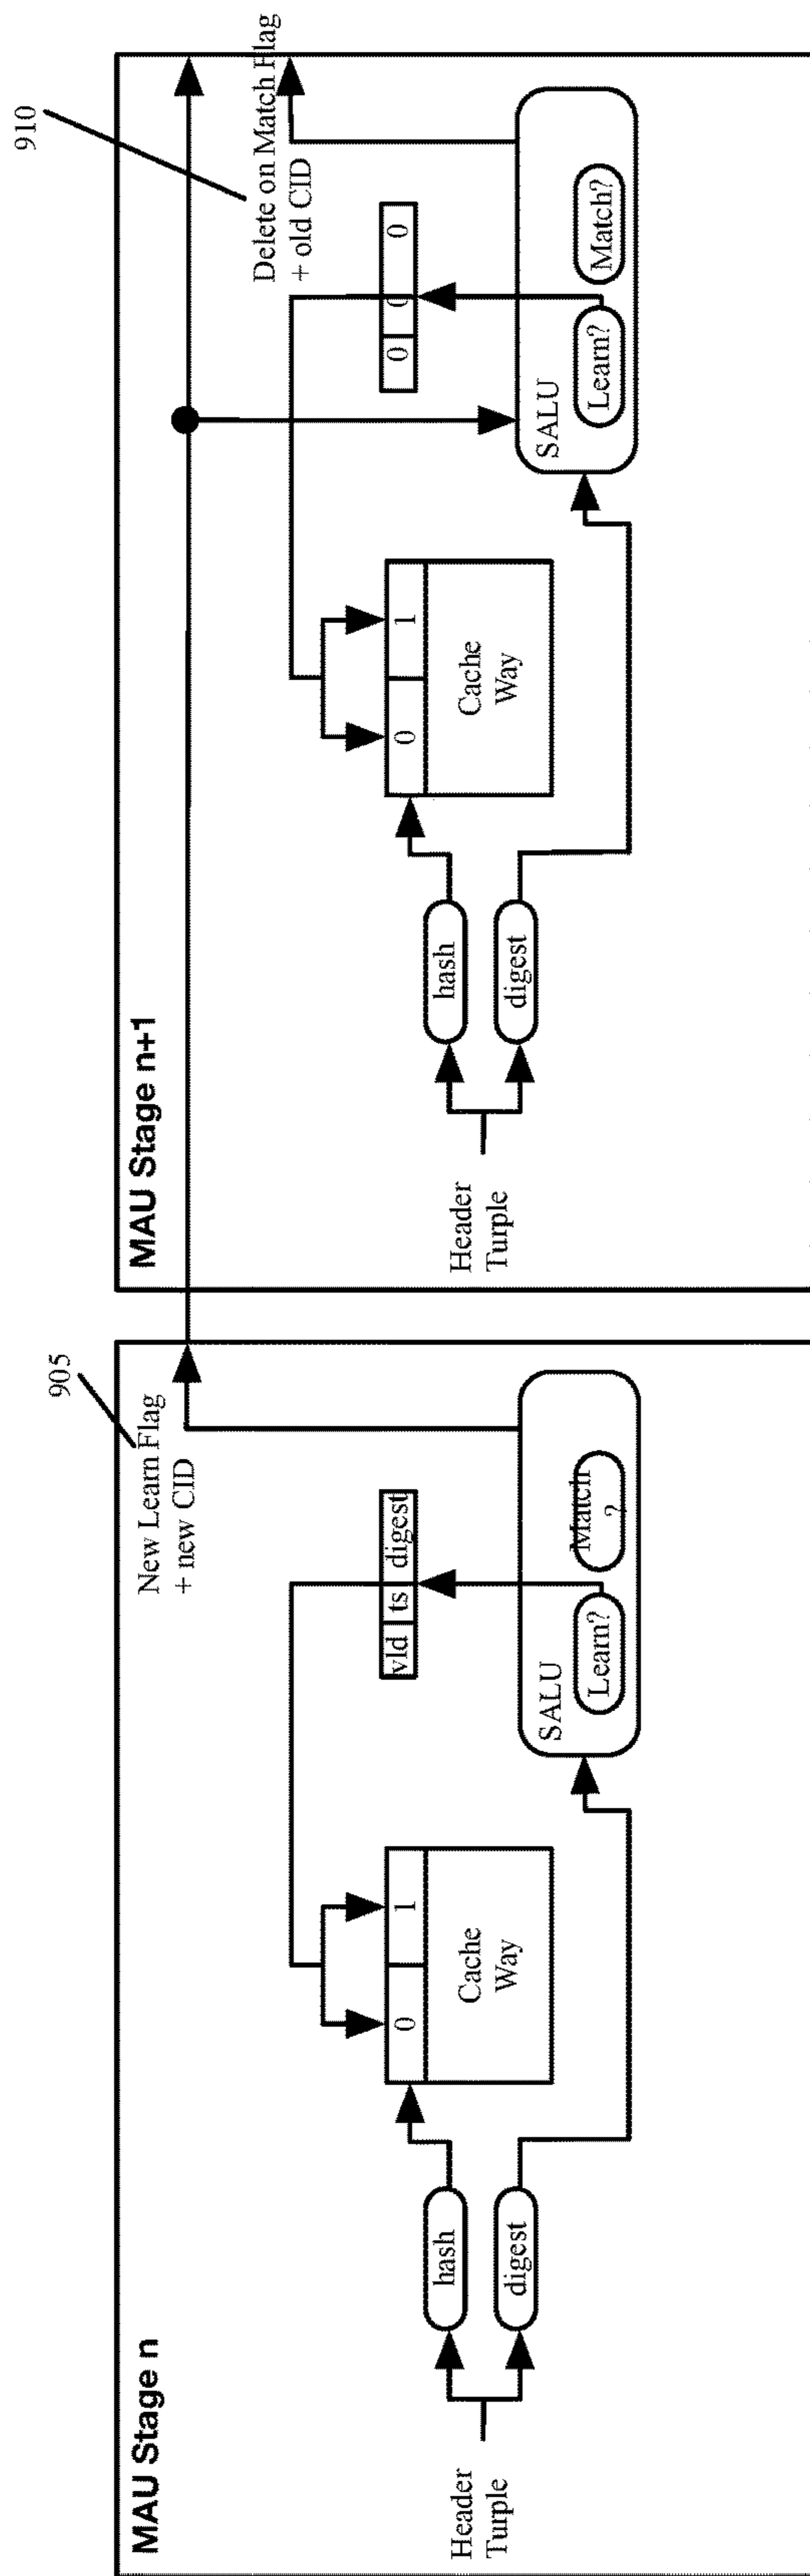 MAU Stage n
905
New Learn Flag
+ new CID
vld ts digest
Header
Turple
hash
digest
0 1
Cache
Way
SALU
Learn?
Match
?
MAU Stage n+1
910
Delete on Match Flag
+ old CID
0 0 0
Header
Turple
hash
digest
0 1
Cache
Way
SALU
Learn?
Match?